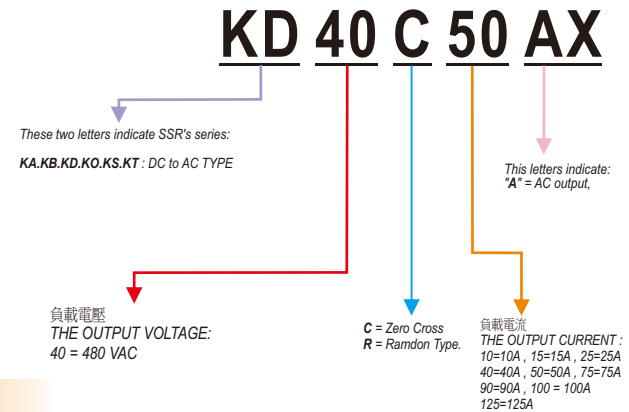 KD 40 C 50 AX
These two letters indicate SSR's series:
KA.KB.KD.KO.KS.KT : DC to AC TYPE
This letters indicate:
"A" = AC output,
負載電壓
THE OUTPUT VOLTAGE:
40 = 480 VAC
C = Zero Cross
R = Ramdon Type.
負載電流
THE OUTPUT CURRENT :
10=10A , 15=15A , 25=25A
40=40A , 50=50A , 75=75A
90=90A , 100 = 100A
125=125A